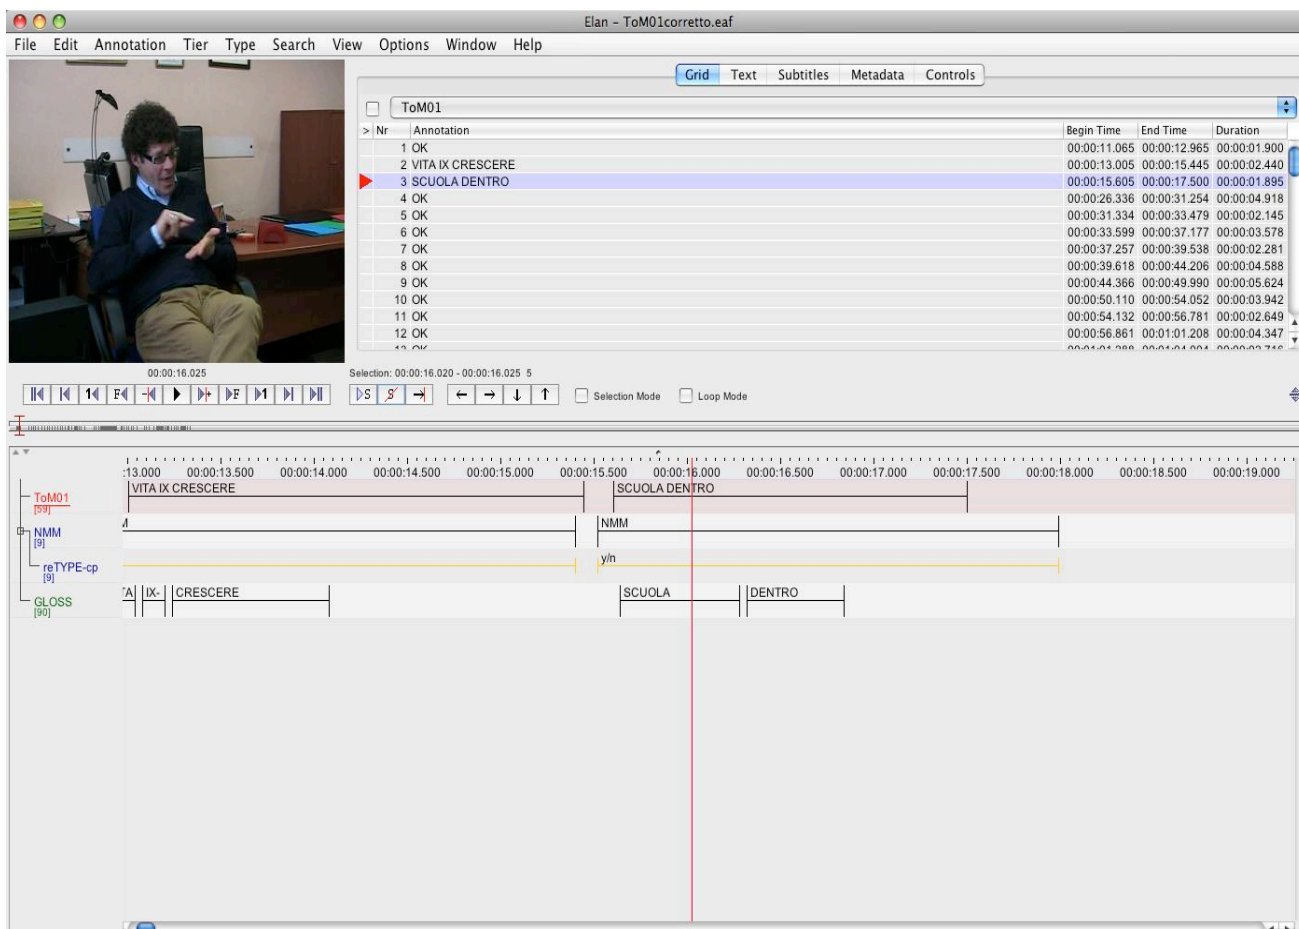 Elan – ToM01corretto.eaf
File Edit Annotation Tier Type Search View Options Window Help
Grid Text Subtitles Metadata Controls
ToM01
> Nr Annotation Begin Time End Time Duration
1 OK 00:00:11.065 00:00:12.965 00:00:01.900
2 VITA IX CRESCERE 00:00:13.005 00:00:15.445 00:00:02.440
3 SCUOLA DENTRO 00:00:15.605 00:00:17.500 00:00:01.895
4 OK 00:00:26.336 00:00:31.254 00:00:04.918
5 OK 00:00:31.334 00:00:33.479 00:00:02.145
6 OK 00:00:33.599 00:00:37.177 00:00:03.578
7 OK 00:00:37.257 00:00:39.538 00:00:02.281
8 OK 00:00:39.618 00:00:44.206 00:00:04.588
9 OK 00:00:44.366 00:00:49.990 00:00:05.624
10 OK 00:00:50.110 00:00:54.052 00:00:03.942
11 OK 00:00:54.132 00:00:56.781 00:00:02.649
12 OK 00:00:56.861 00:01:01.208 00:00:04.347
00:00:16.025 Selection: 00:00:16.020 - 00:00:16.025 5
1 F F 1 S S Selection Mode Loop Mode
:13.000 00:00:13.500 00:00:14.000 00:00:14.500 00:00:15.000 00:00:15.500 00:00:16.000 00:00:16.500 00:00:17.000 00:00:17.500 00:00:18.000 00:00:18.500 00:00:19.000
ToM01 VITA IX CRESCERE SCUOLA DENTRO
[59]
NMM NMM
[9]
reTYPE-cp y/n
[9]
GLOSS IX- CRESCERE SCUOLA DENTRO
[90]